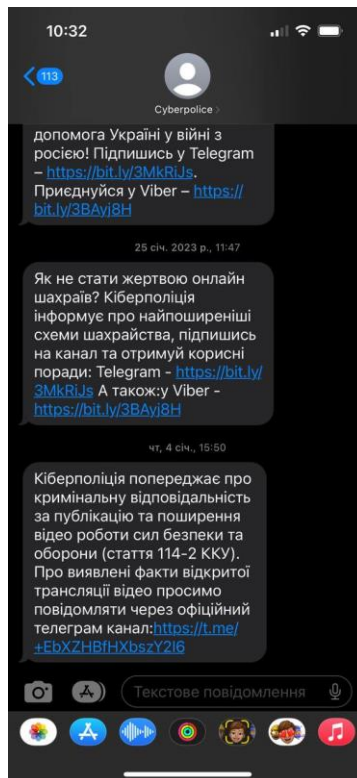 10:32
113
Cyberpolice
допомога Україні у війні з
росією! Підпишись у Telegram
– https://bit.ly/3MkRiJs.
Приєднуйся у Viber – https://
bit.ly/3BAyj8H
25 січ. 2023 р., 11:47
Як не стати жертвою онлайн
шахраїв? Кіберполіція
інформує про найпоширеніші
схеми шахрайства, підпишись
на канал та отримуй корисні
поради: Telegram - https://bit.ly/
3MkRiJs А також:у Viber -
https://bit.ly/3BAyj8H
чт, 4 січ., 15:50
Кіберполіція попереджає про
кримінальну відповідальність
за публікацію та поширення
відео роботи сил безпеки та
оборони (стаття 114-2 ККУ).
Про виявлені факти відкритої
трансляції відео просимо
повідомляти через офіційний
телеграм канал:https://t.me/
+EbXZHBfHXbszY2I6
Текстове повідомлення